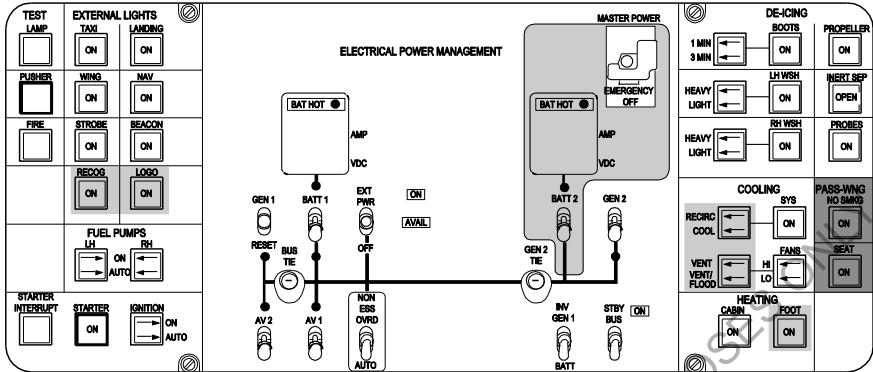 TEST
LAMP
PUSHER
FIRE
EXTERNAL LIGHTS
TAXI LANDING
ON ON
WING NAV
ON ON
STROBE BEACON
ON ON
RECOG LOGO
ON ON
FUEL PUMPS
LH RH
ON
AUTO
STARTER
INTERRUPT
STARTER
ON
IGNITION
ON
AUTO
ELECTRICAL POWER MANAGEMENT
MASTER POWER
EMERGENCY
OFF
BAT HOT
AMP
VDC
BAT HOT
AMP
VDC
GEN 1
RESET
BATT 1
EXT
PWR
OFF
ON
AVAIL
BATT 2
GEN 2
BUS
TIE
GEN 2
TIE
AV 2
AV 1
NON
ESS
OVRD
AUTO
INV
GEN 1
BATT
STBY
BUS
ON
DE-ICING
BOOTS
1 MIN
3 MIN
ON
PROPELLER
ON
LH WSH
HEAVY
LIGHT
ON
INERT SEP
OPEN
RH WSH
HEAVY
LIGHT
ON
PROBES
ON
COOLING
SYS
RECIRC
COOL
ON
FANS
VENT
VENT/
FLOOD
HI
LO
PASS-WNG
NO SMKG
ON
SEAT
ON
HEATING
CABIN FOOT
ON ON
OSES ONLY